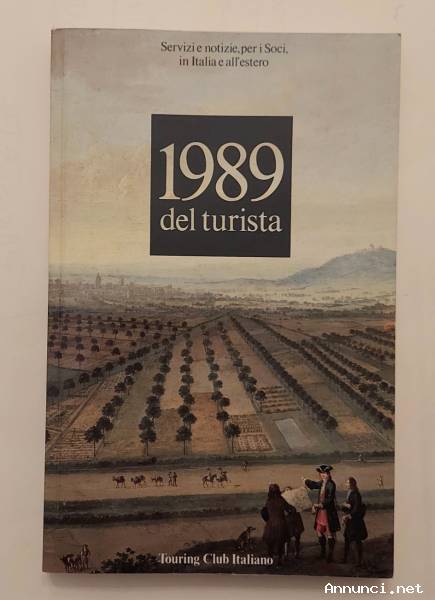 Servizi e notizie, per i Soci,
in Italia e all'estero
1989
del turista
Touring Club Italiano
Annunci.net